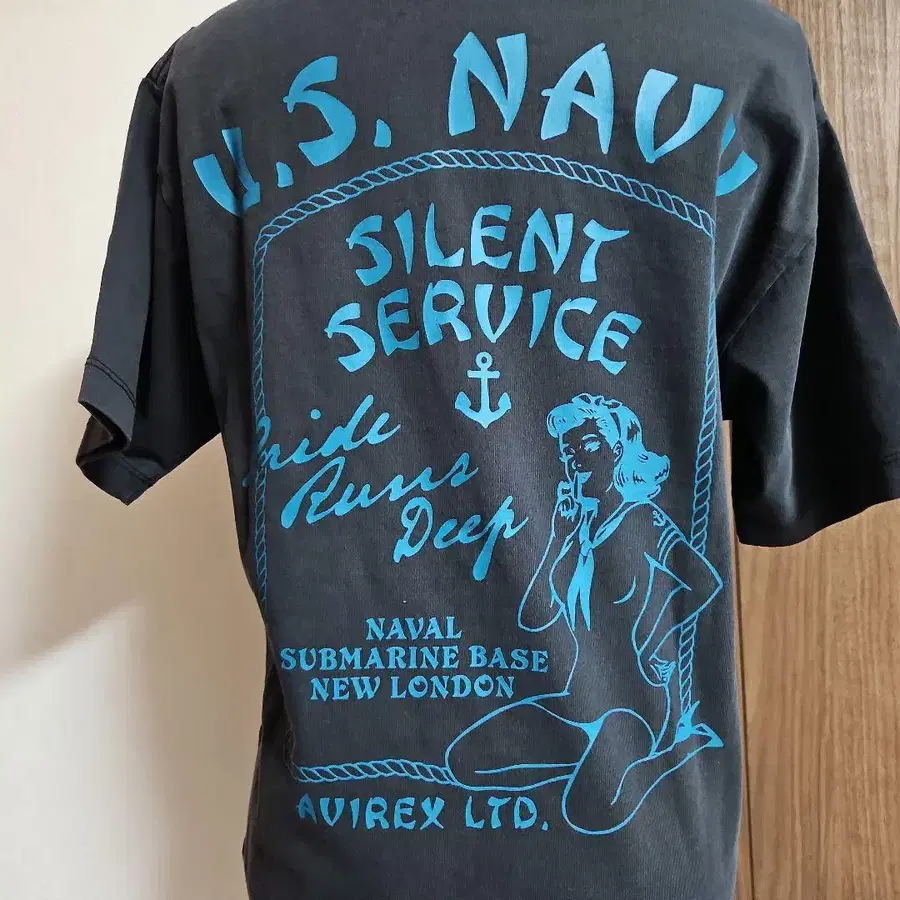 U.S. NAVY
SILENT
SERVICE
Pride
Runs
Deep
NAVAL
SUBMARINE BASE
NEW LONDON
AVIREX LTD.